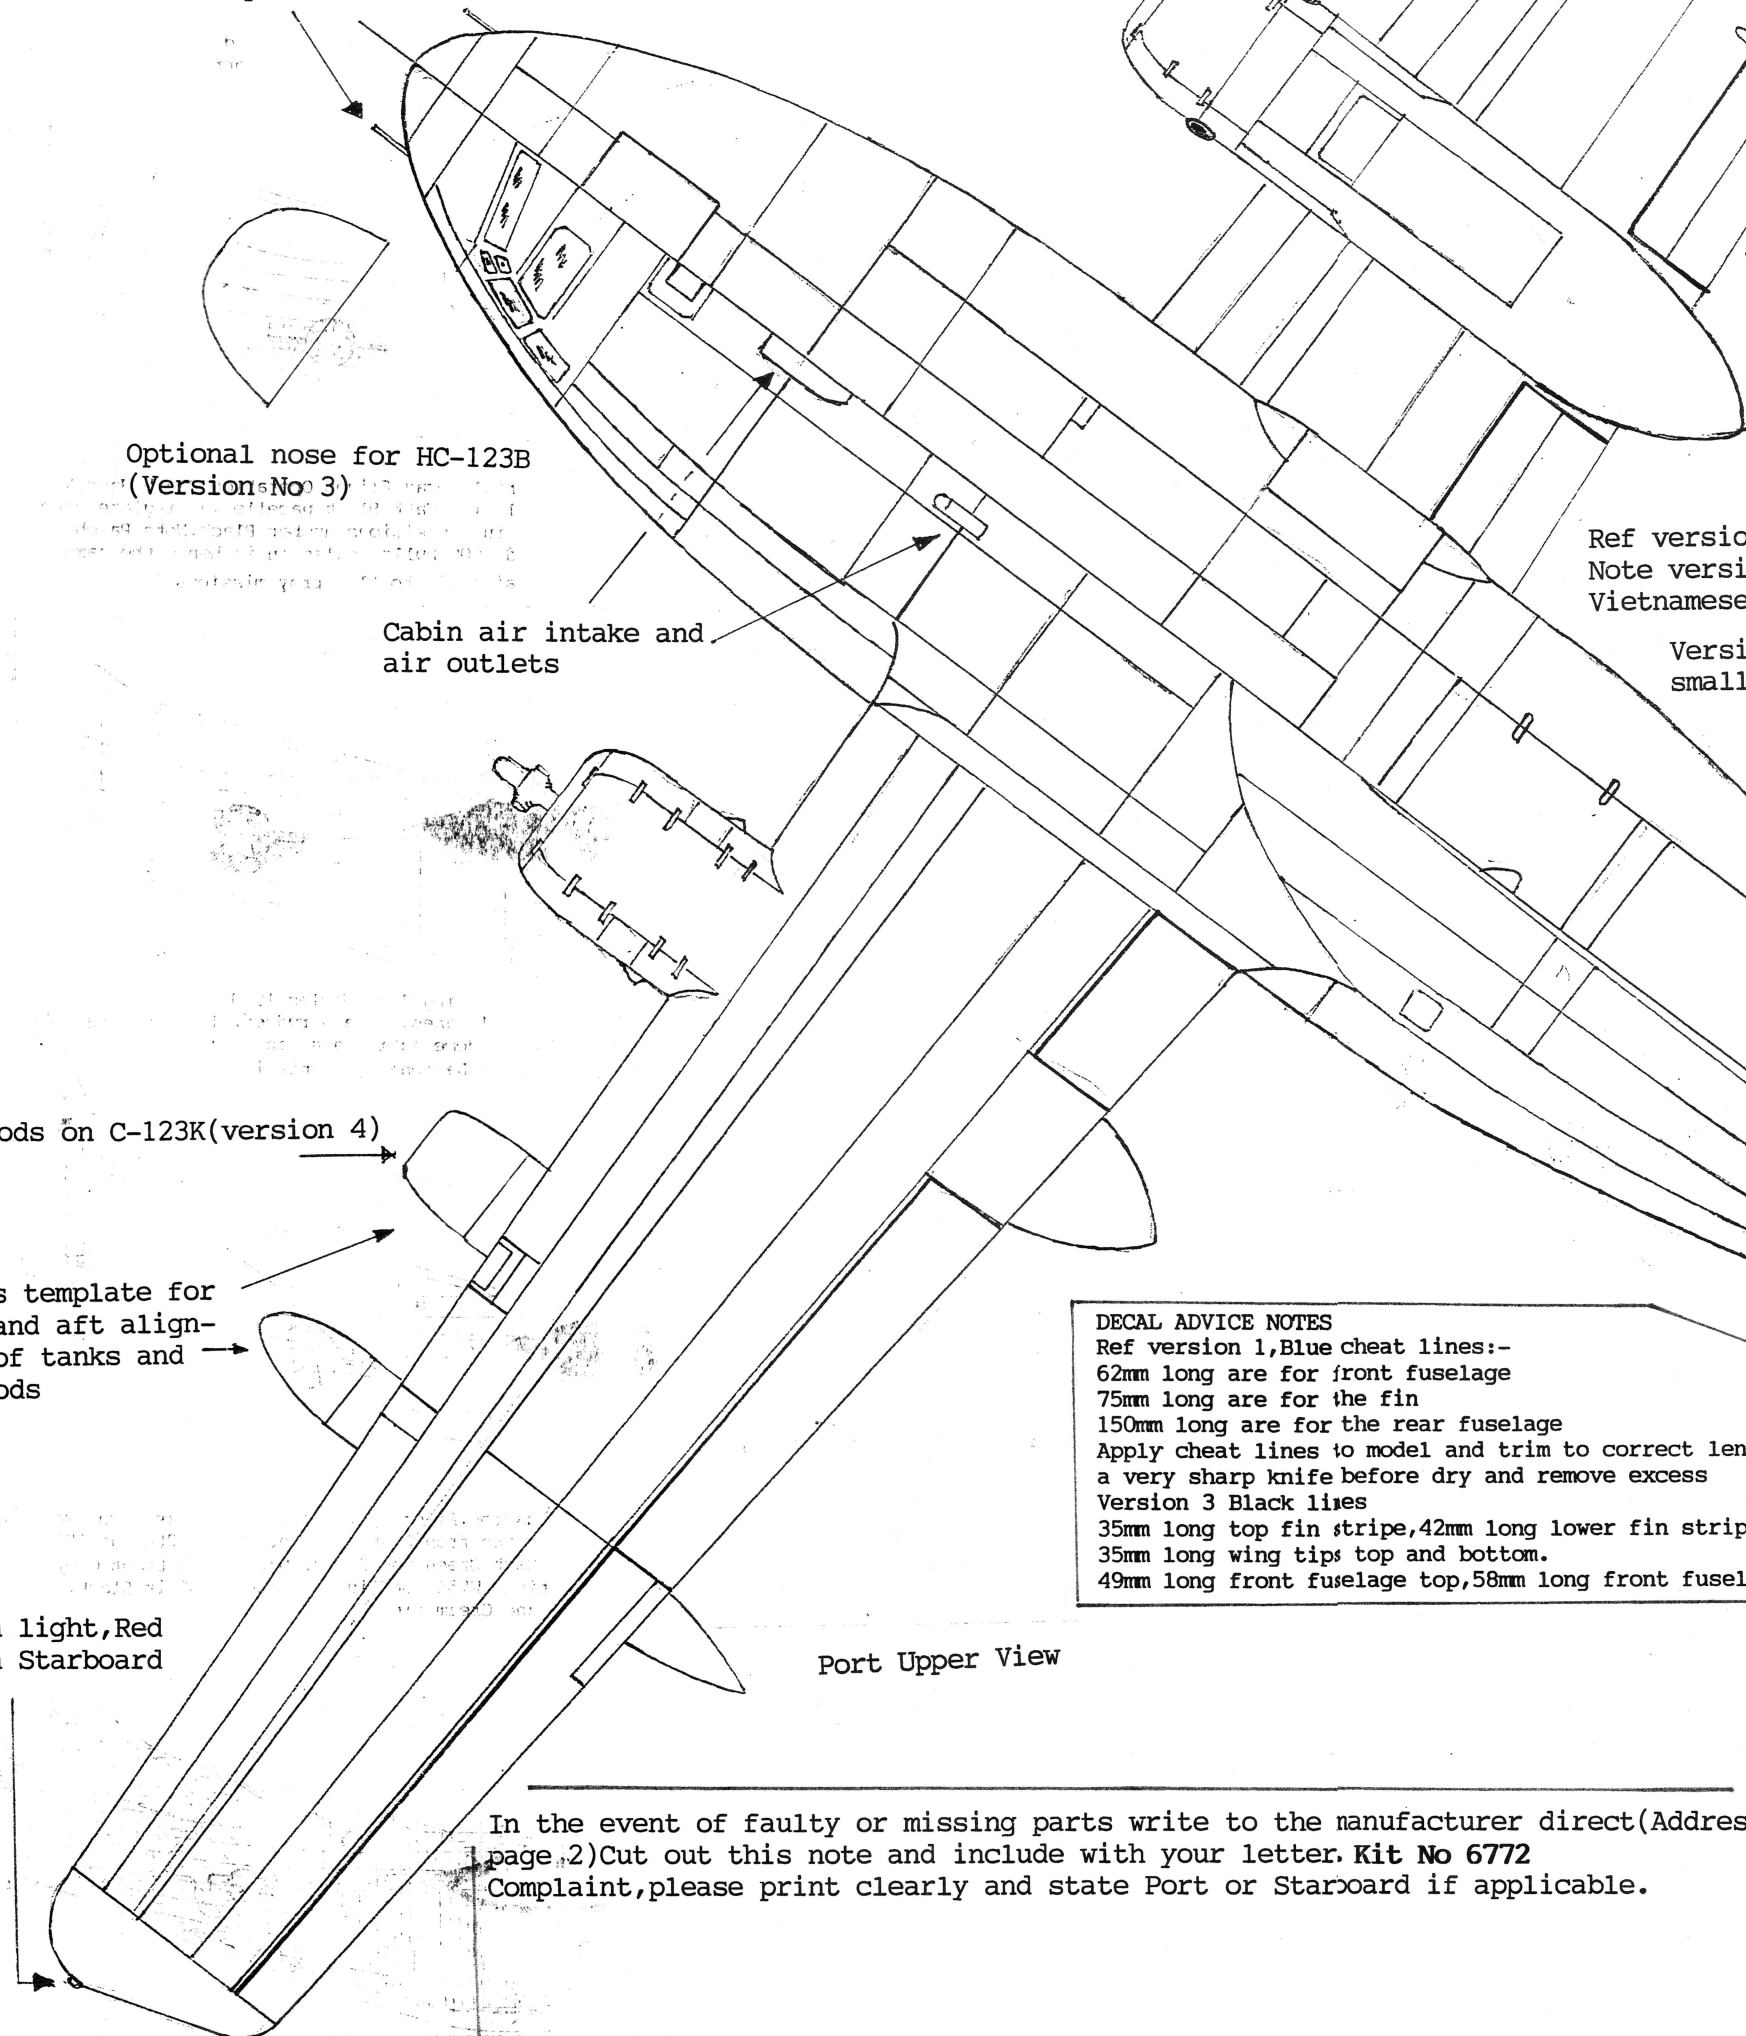 Optional nose for HC-123B
(Version No 3)
Ref versio
Note versi
Vietnamese
Versi
small
Cabin air intake and
air outlets
ods on C-123K(version 4)
s template for
and aft align-
of tanks and
ods
DECAL ADVICE NOTES
Ref version 1,Blue cheat lines:-
62mm long are for front fuselage
75mm long are for the fin
150mm long are for the rear fuselage
Apply cheat lines to model and trim to correct len
a very sharp knife before dry and remove excess
Version 3 Black lines
35mm long top fin stripe,42mm long lower fin strip
35mm long wing tips top and bottom.
49mm long front fuselage top,58mm long front fusel
light,Red
Starboard
Port Upper View
In the event of faulty or missing parts write to the manufacturer direct(Addres
page 2)Cut out this note and include with your letter. Kit No 6772
Complaint,please print clearly and state Port or Starboard if applicable.